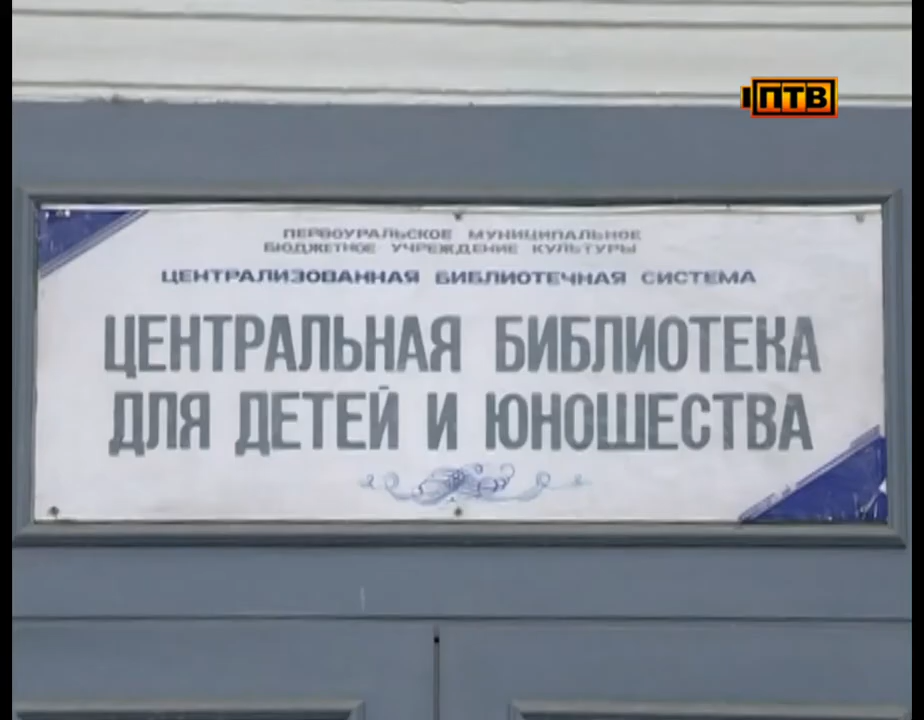 ПТВ
ПЕРВОУРАЛЬСКОЕ МУНИЦИПАЛЬНОЕ
БЮДЖЕТНОЕ УЧРЕЖДЕНИЕ КУЛЬТУРЫ
ЦЕНТРАЛИЗОВАННАЯ БИБЛИОТЕЧНАЯ СИСТЕМА
ЦЕНТРАЛЬНАЯ БИБЛИОТЕКА
ДЛЯ ДЕТЕЙ И ЮНОШЕСТВА